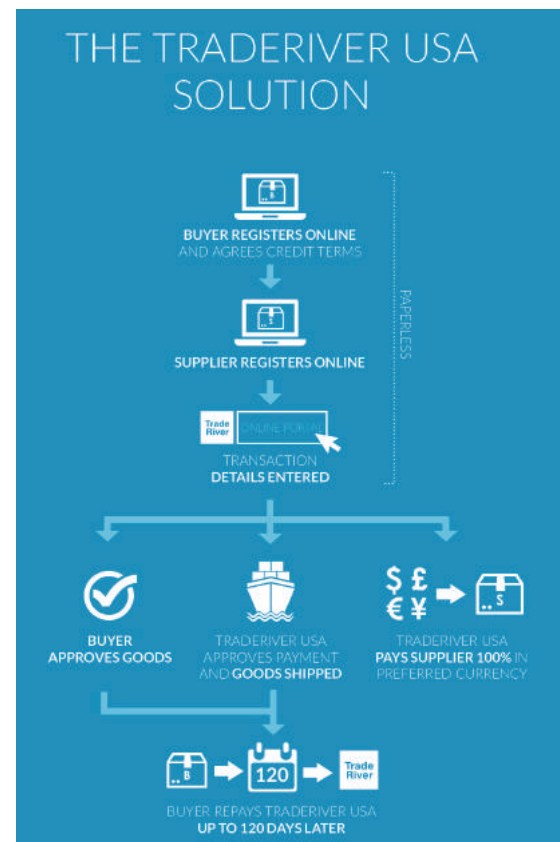 THE TRADERIVER USA
SOLUTION
B
BUYER REGISTERS ONLINE
AND AGREES CREDIT TERMS
S
SUPPLIER REGISTERS ONLINE
PAPERLESS
Trade
River
ONLINE PORTAL
TRANSACTION
DETAILS ENTERED
BUYER
APPROVES GOODS
TRADERIVER USA
APPROVES PAYMENT
AND GOODS SHIPPED
$ £
€ ¥
S
TRADERIVER USA
PAYS SUPPLIER 100% IN
PREFERRED CURRENCY
B
120
Trade
River
BUYER REPAYS TRADERIVER USA
UP TO 120 DAYS LATER